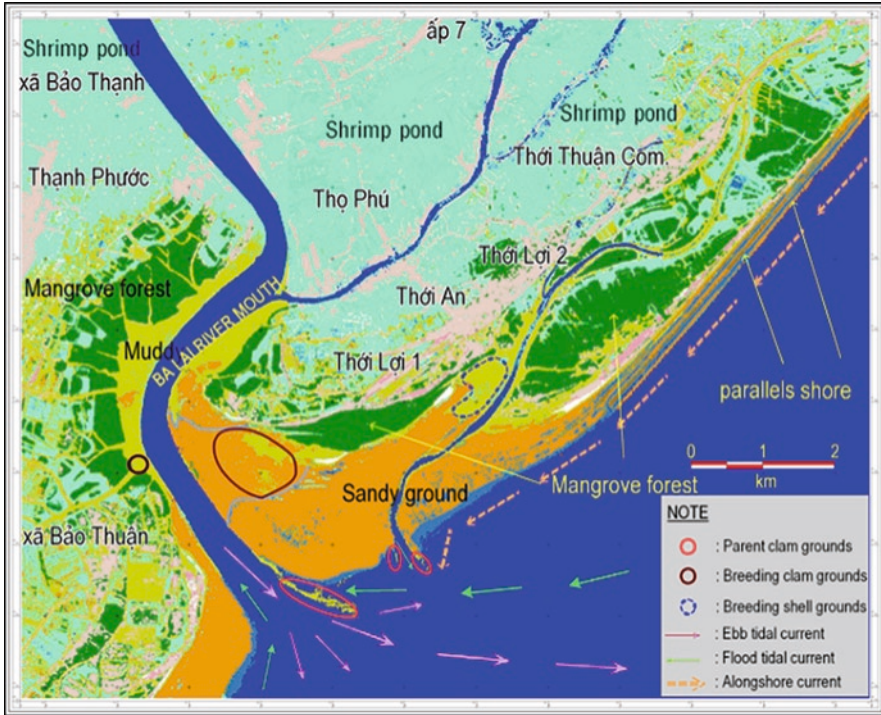 ấp 7
Shrimp pond
xã Bảo Thạnh
Shrimp pond
Shrimp pond
Thới Thuận Com.
Thạnh Phước
Thọ Phú
Thới Lợi 2
Mangrove forest
Thới An
BA LAI RIVER MOUTH
Muddy
Thới Lợi 1
parallels shore
0 1 2
km
Mangrove forest
Sandy ground
xã Bảo Thuận
NOTE
: Parent clam grounds
: Breeding clam grounds
: Breeding shell grounds
: Ebb tidal current
: Flood tidal current
: Alongshore current